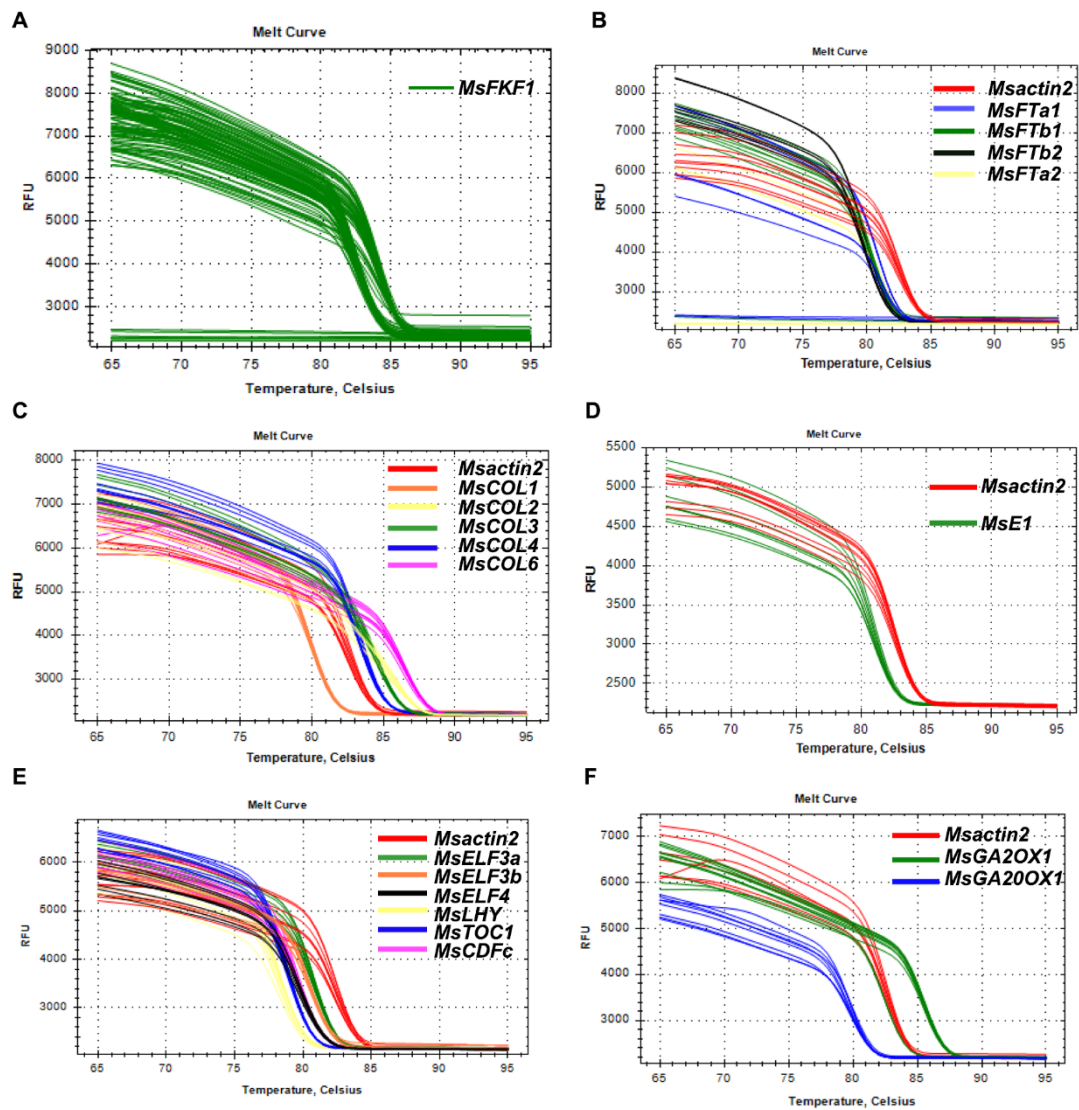 A
Melt Curve
9000
8000
7000
6000
5000
4000
3000
RFU
MsFKF1
65 70 75 80 85 90 95
Temperature, Celsius
B
Melt Curve
8000
7000
6000
5000
4000
3000
RFU
Msactin2
MsFTa1
MsFTb1
MsFTb2
MsFTa2
65 70 75 80 85 90 95
Temperature, Celsius
C
Melt Curve
8000
7000
6000
5000
4000
3000
RFU
Msactin2
MsCOL1
MsCOL2
MsCOL3
MsCOL4
MsCOL6
65 70 75 80 85 90 95
Temperature, Celsius
D
Melt Curve
5500
5000
4500
4000
3500
3000
2500
RFU
Msactin2
MsE1
65 70 75 80 85 90 95
Temperature, Celsius
E
Melt Curve
6000
5000
4000
3000
RFU
Msactin2
MsELF3a
MsELF3b
MsELF4
MsLHY
MsTOC1
MsCDFc
65 70 75 80 85 90 95
Temperature, Celsius
F
Melt Curve
7000
6000
5000
4000
3000
RFU
Msactin2
MsGA2OX1
MsGA20OX1
65 70 75 80 85 90 95
Temperature, Celsius